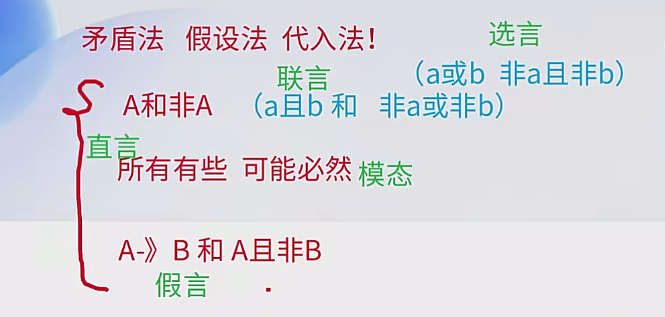 矛盾法 假设法 代入法！
选言
联言
（a或b 非a且非b）
A和非A （a且b 和 非a或非b）
直言
所有有些 可能必然
模态
A-》B 和 A且非B
假言